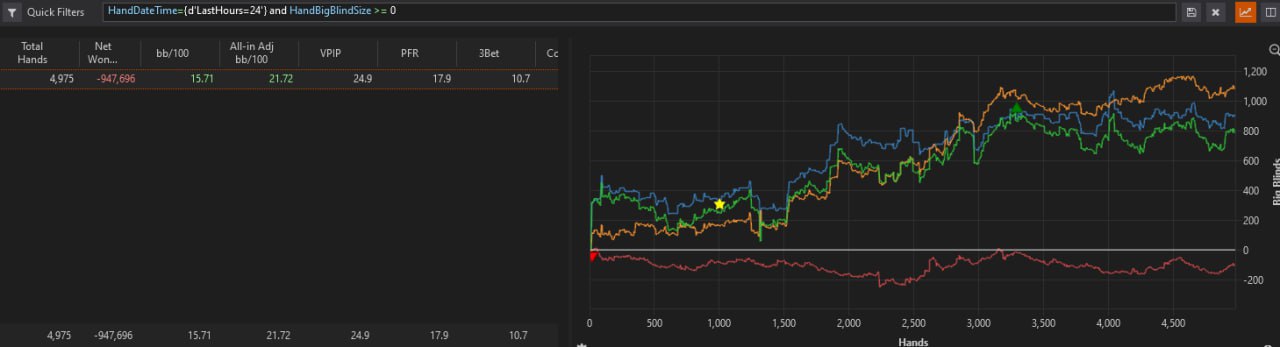 Quick Filters HandDateTime={d'LastHours=24'} and HandBigBlindSize >= 0
Total Hands
Net Won...
bb/100
All-in Adj bb/100
VPIP
PFR
3Bet
Cc
4,975 -947,696 15.71 21.72 24.9 17.9 10.7
4,975 -947,696 15.71 21.72 24.9 17.9 10.7
1,200
1,000
800
600
400
200
0
-200
Big Blinds
0 500 1,000 1,500 2,000 2,500 3,000 3,500 4,000 4,500
Hands